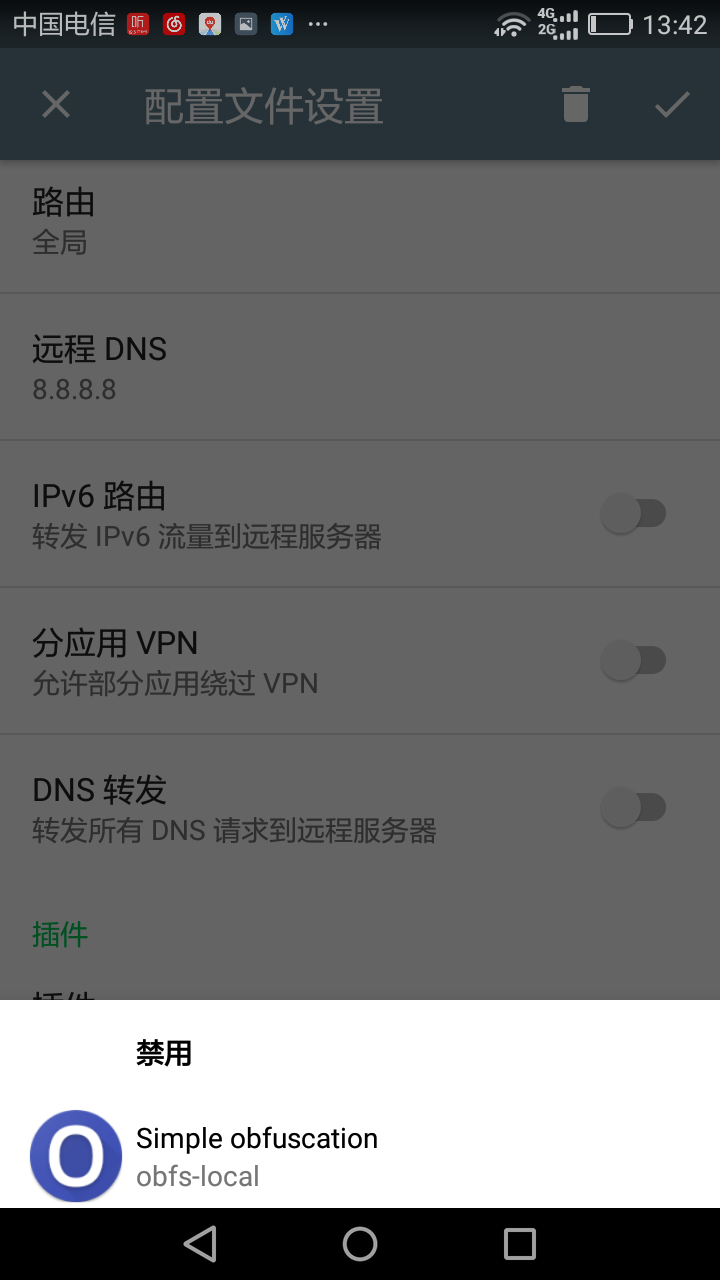 中国电信 听 4G 2G 13:42
配置文件设置
路由
全局
远程 DNS
8.8.8.8
IPv6 路由
转发 IPv6 流量到远程服务器
分应用 VPN
允许部分应用绕过 VPN
DNS 转发
转发所有 DNS 请求到远程服务器
插件
插件
禁用
Simple obfuscation
obfs-local